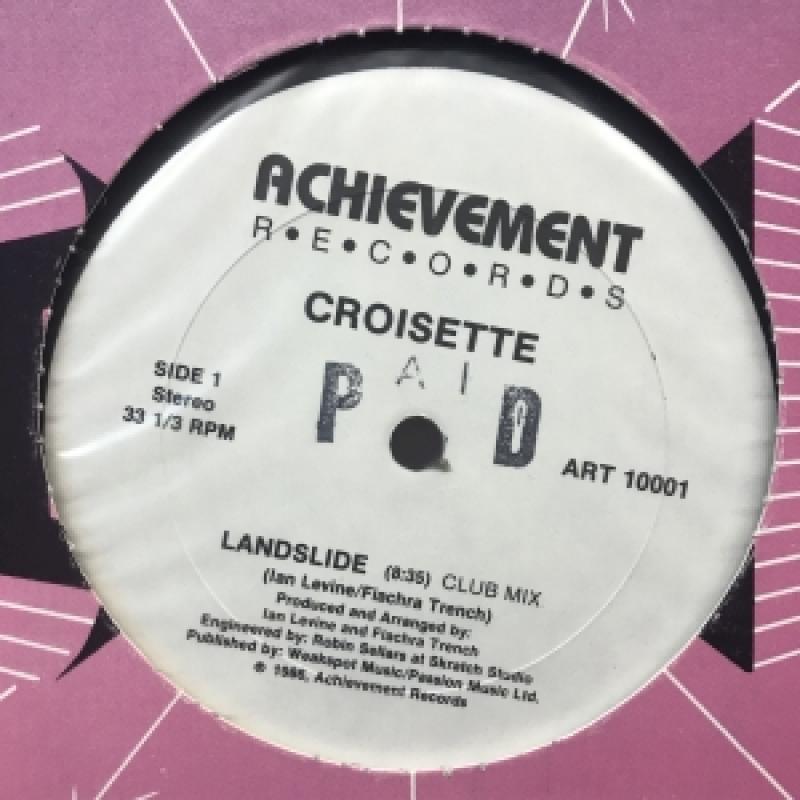 ACHIEVEMENT
R•E•C•O•R•D•S
CROISETTE
PAID
SIDE 1
Stereo
33 1/3 RPM
ART 10001
LANDSLIDE (8:35) CLUB MIX
(Ian Levine/Fiachra Trench)
Produced and Arranged by:
Ian Levine and Fiachra Trench
Engineered by: Robin Sellars at Skratch Studio
Published by: Weakspot Music/Passion Music Ltd.
℗ 1986, Achievement Records